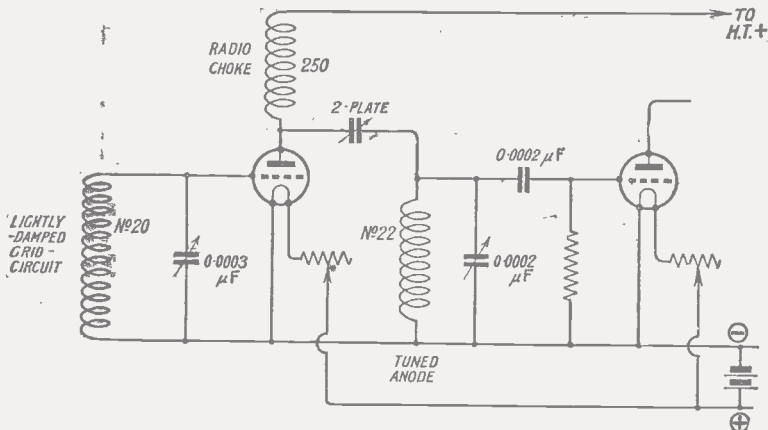 TO
H.T.+
RADIO
CHOKE
250
2-PLATE
0·0002 μF
LIGHTLY
-DAMPED
GRID-
CIRCUIT
Nº20
0·0003
μF
Nº22
0·0002
μF
TUNED
ANODE
−
+